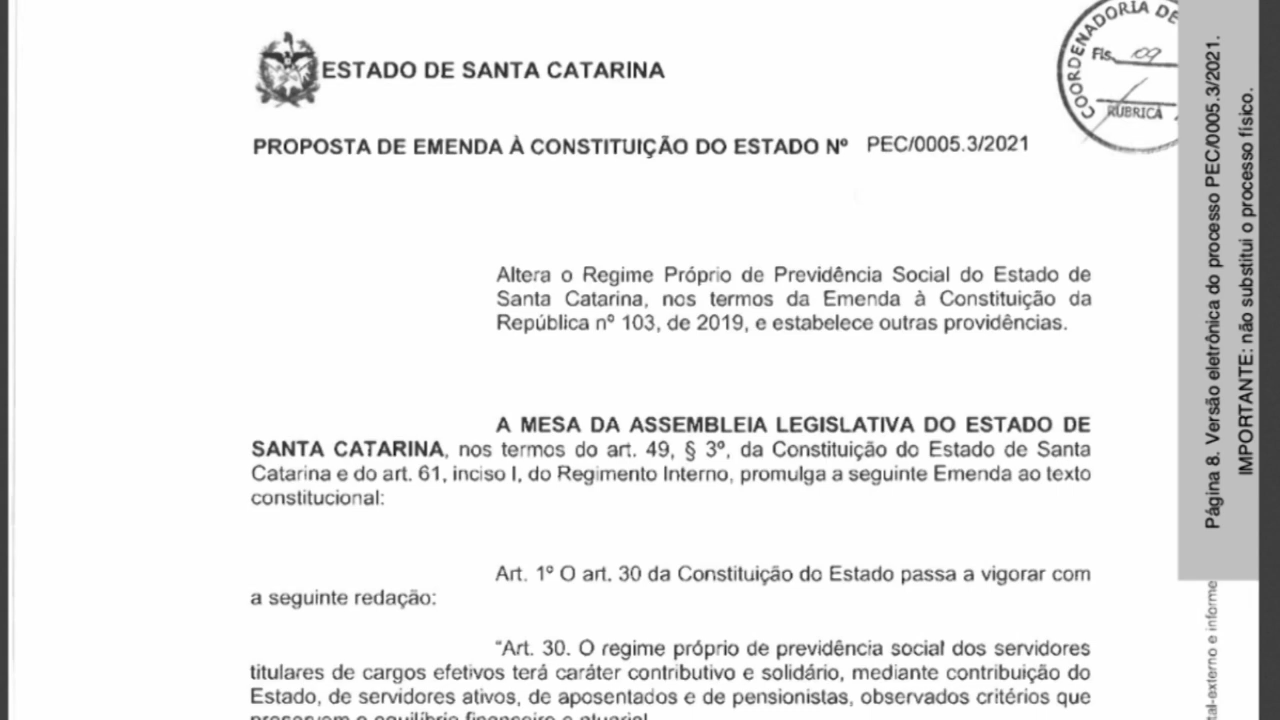 ESTADO DE SANTA CATARINA
COORDENADORIA DE
Fls. 09
RUBRICA
PROPOSTA DE EMENDA À CONSTITUIÇÃO DO ESTADO Nº PEC/0005.3/2021
Altera o Regime Próprio de Previdência Social do Estado de
Santa Catarina, nos termos da Emenda à Constituição da
República nº 103, de 2019, e estabelece outras providências.
A MESA DA ASSEMBLEIA LEGISLATIVA DO ESTADO DE
SANTA CATARINA, nos termos do art. 49, § 3º, da Constituição do Estado de Santa
Catarina e do art. 61, inciso I, do Regimento Interno, promulga a seguinte Emenda ao texto
constitucional:
Art. 1º O art. 30 da Constituição do Estado passa a vigorar com
a seguinte redação:
“Art. 30. O regime próprio de previdência social dos servidores
titulares de cargos efetivos terá caráter contributivo e solidário, mediante contribuição do
Estado, de servidores ativos, de aposentados e de pensionistas, observados critérios que
preservem o equilíbrio financeiro e atuarial.
Página 8. Versão eletrônica do processo PEC/0005.3/2021.
IMPORTANTE: não substitui o processo físico.
tal-externo e informe